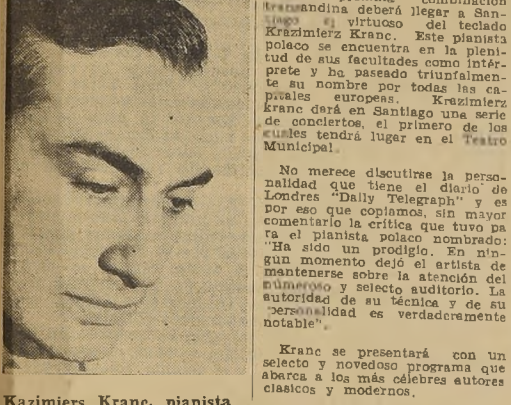 combinación
transandina deberá llegar a San-
tiago el virtuoso del teclado
Krazimierz Kranc. Este pianista
polaco se encuentra en la pleni-
tud de sus facultades como intér-
prete y ha paseado triunfalmen-
te su nombre por todas las ca-
pitales europeas. Krazimierz
kranc dará en Santiago una serie
de conciertos, el primero de los
cuales tendrá lugar en el Teatro
Municipal.
No merece discutirse la perso-
nalidad que tiene el diario de
Londres "Daily Telegraph" y es
por eso que copiamos, sin mayor
comentario la crítica que tuvo pa
ra el pianista polaco nombrado:
"Ha sido un prodigio. En nin-
gún momento dejó el artista de
mantenerse sobre la atención del
númeroso y selecto auditorio. La
autoridad de su técnica y de su
personalidad es verdaderamente
notable".
Kranc se presentará con un
selecto y novedoso programa que
abarca a los más célebres autores
clásicos y modernos.
Kazimiers Kranc, pianista